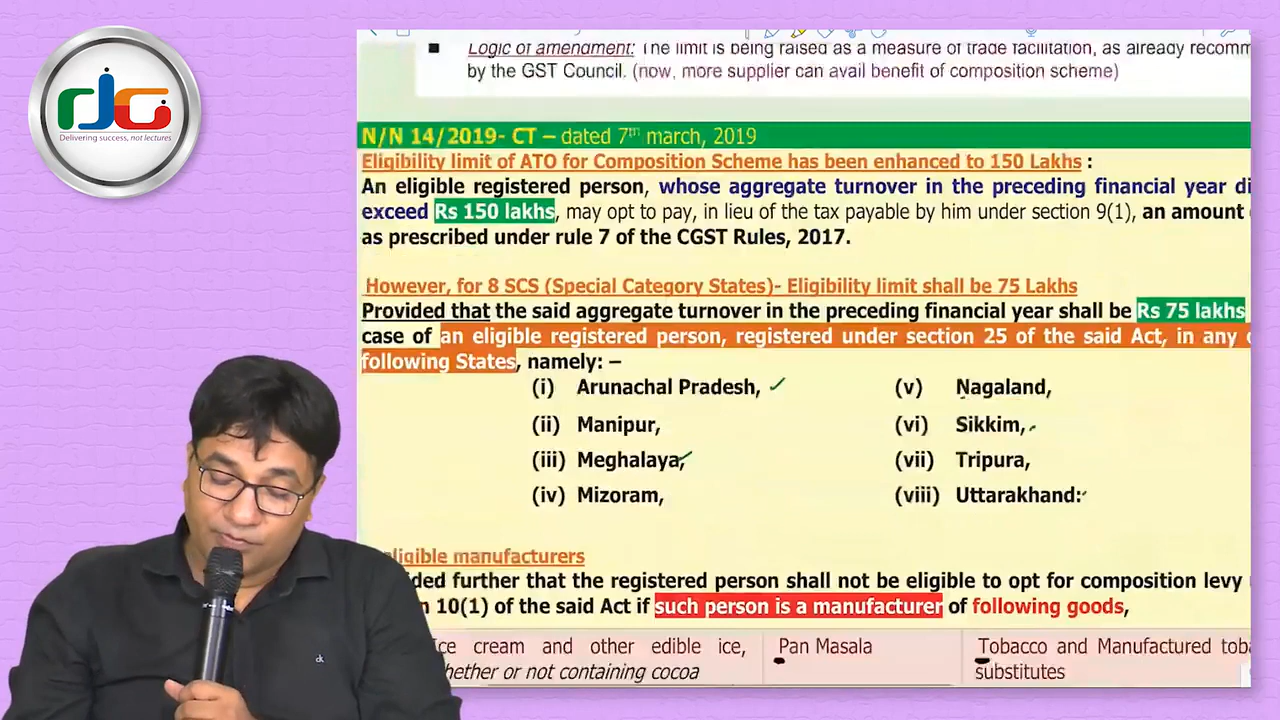 Delivering success, not lectures.
Logic of amendment: The limit is being raised as a measure of trade facilitation, as already recomm
by the GST Council. (now, more supplier can avail benefit of composition scheme)
N/N 14/2019- CT – dated 7th march, 2019
Eligibility limit of ATO for Composition Scheme has been enhanced to 150 Lakhs :
An eligible registered person, whose aggregate turnover in the preceding financial year di
exceed Rs 150 lakhs, may opt to pay, in lieu of the tax payable by him under section 9(1), an amount
as prescribed under rule 7 of the CGST Rules, 2017.
However, for 8 SCS (Special Category States)- Eligibility limit shall be 75 Lakhs
Provided that the said aggregate turnover in the preceding financial year shall be Rs 75 lakhs
case of an eligible registered person, registered under section 25 of the said Act, in any
following States, namely: –
(i) Arunachal Pradesh, (v) Nagaland,
(ii) Manipur, (vi) Sikkim,
(iii) Meghalaya, (vii) Tripura,
(iv) Mizoram, (viii) Uttarakhand:
eligible manufacturers
ded further that the registered person shall not be eligible to opt for composition levy
n 10(1) of the said Act if such person is a manufacturer of following goods,
Ice cream and other edible ice, Pan Masala Tobacco and Manufactured toba
hether or not containing cocoa substitutes